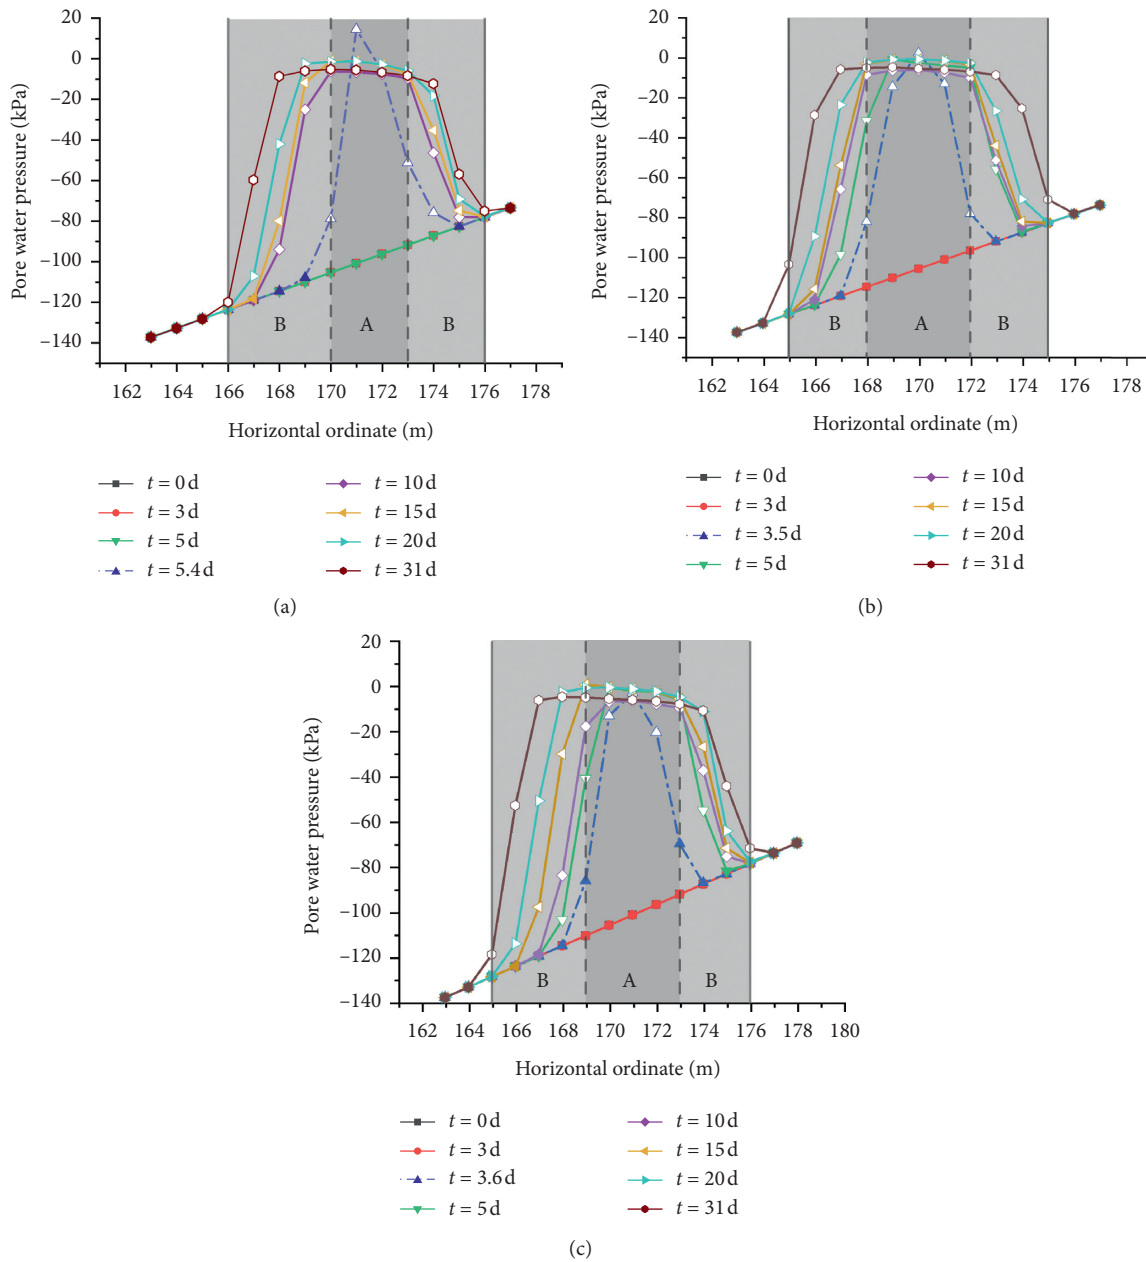 20
0
–20
–40
–60
–80
–100
–120
–140
Pore water pressure (kPa)
B
A
B
162 164 166 168 170 172 174 176 178
Horizontal ordinate (m)
t = 0 d
t = 3 d
t = 5 d
t = 5.4 d
t = 10 d
t = 15 d
t = 20 d
t = 31 d
(a)
20
0
–20
–40
–60
–80
–100
–120
–140
Pore water pressure (kPa)
B
A
B
162 164 166 168 170 172 174 176 178
Horizontal ordinate (m)
t = 0 d
t = 3 d
t = 3.5 d
t = 5 d
t = 10 d
t = 15 d
t = 20 d
t = 31 d
(b)
20
0
–20
–40
–60
–80
–100
–120
–140
Pore water pressure (kPa)
B
A
B
162 164 166 168 170 172 174 176 178 180
Horizontal ordinate (m)
t = 0 d
t = 3 d
t = 3.6 d
t = 5 d
t = 10 d
t = 15 d
t = 20 d
t = 31 d
(c)